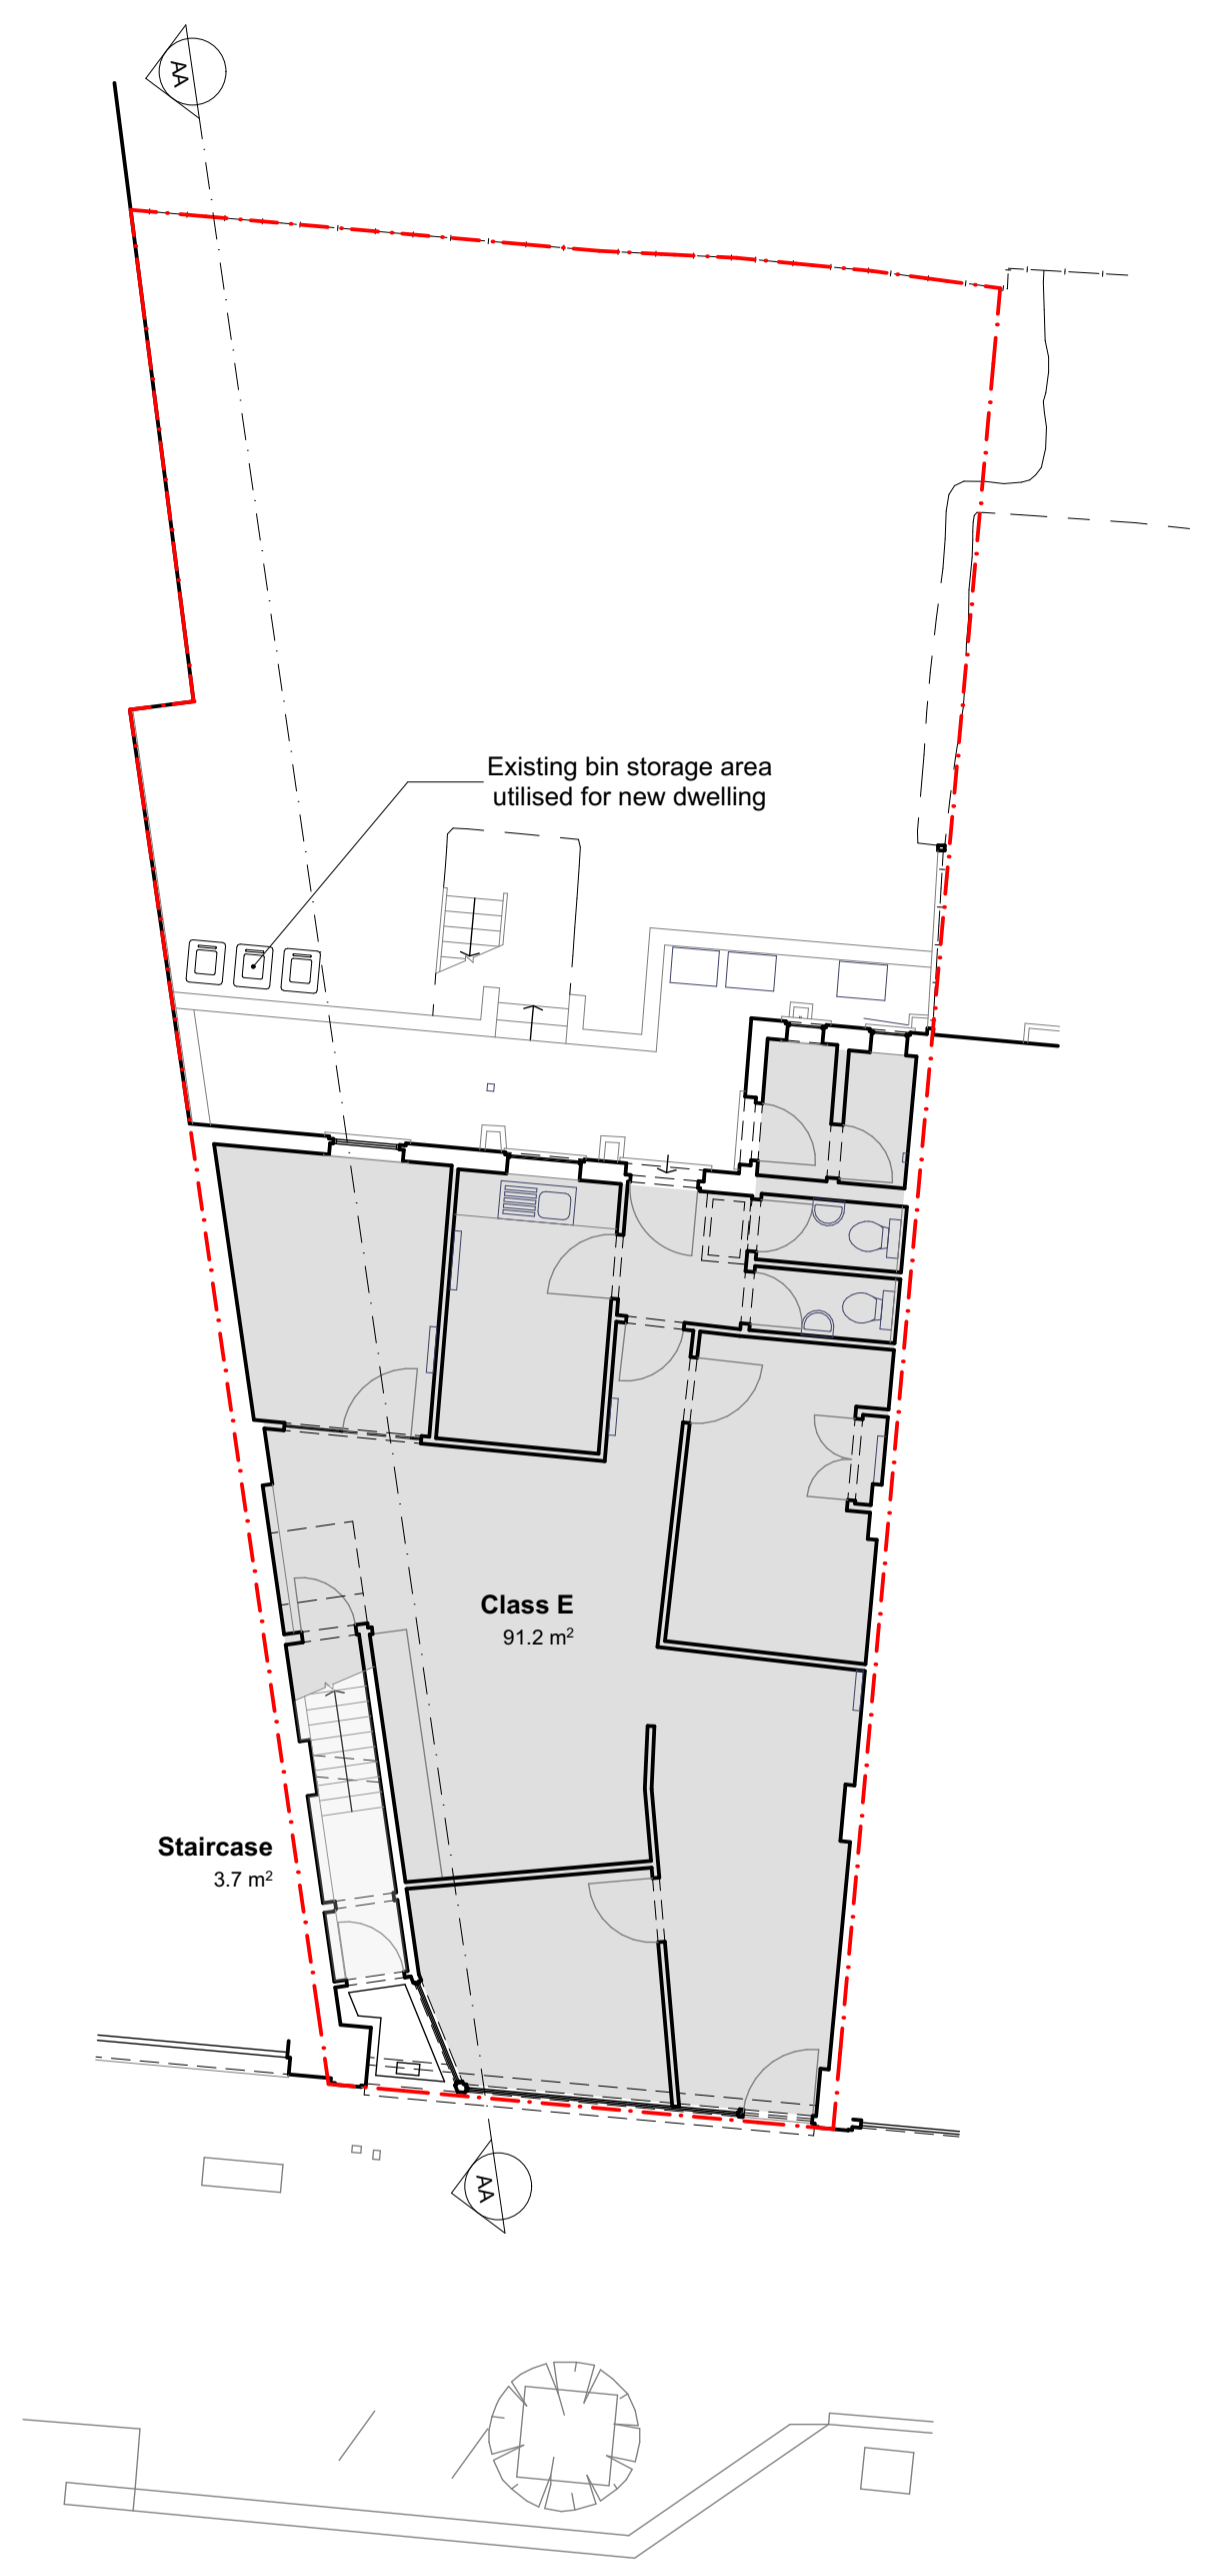 AA
Existing bin storage area
utilised for new dwelling
Class E
91.2 m²
Staircase
3.7 m²
AA